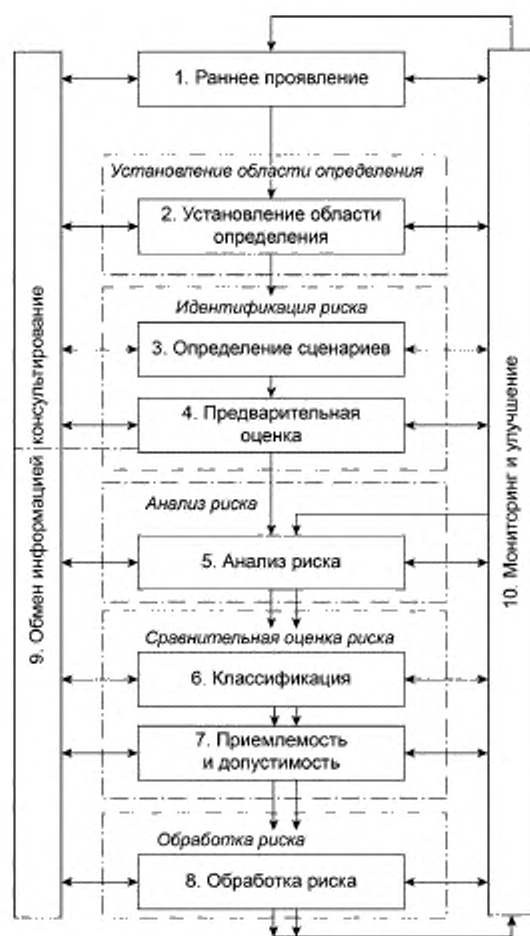 1. Раннее проявление
Установление области определения
2. Установление области
определения
Идентификация риска
3. Определение сценариев
4. Предварительная
оценка
Анализ риска
5. Анализ риска
Сравнительная оценка риска
6. Классификация
7. Приемлемость
и допустимость
Обработка риска
8. Обработка риска
9. Обмен информацией консультирование
10. Мониторинг и улучшение